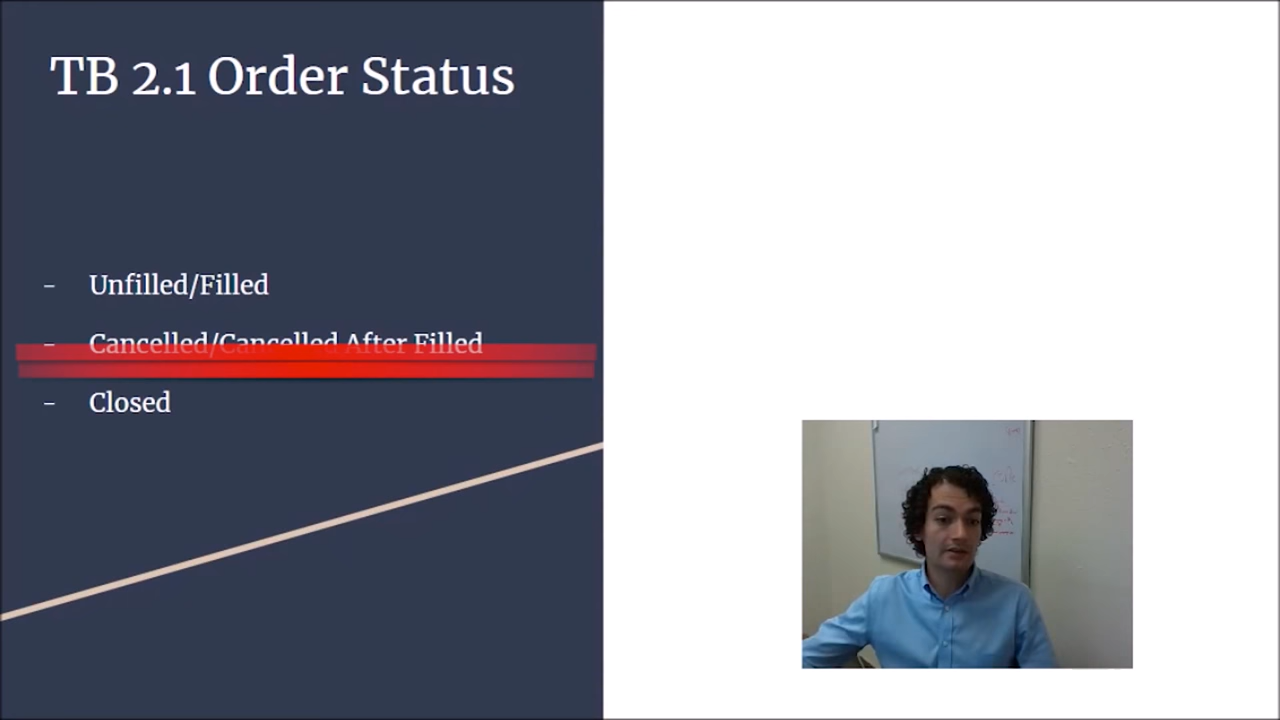 TB 2.1 Order Status
- Unfilled/Filled
- Cancelled/Cancelled After Filled
- Closed